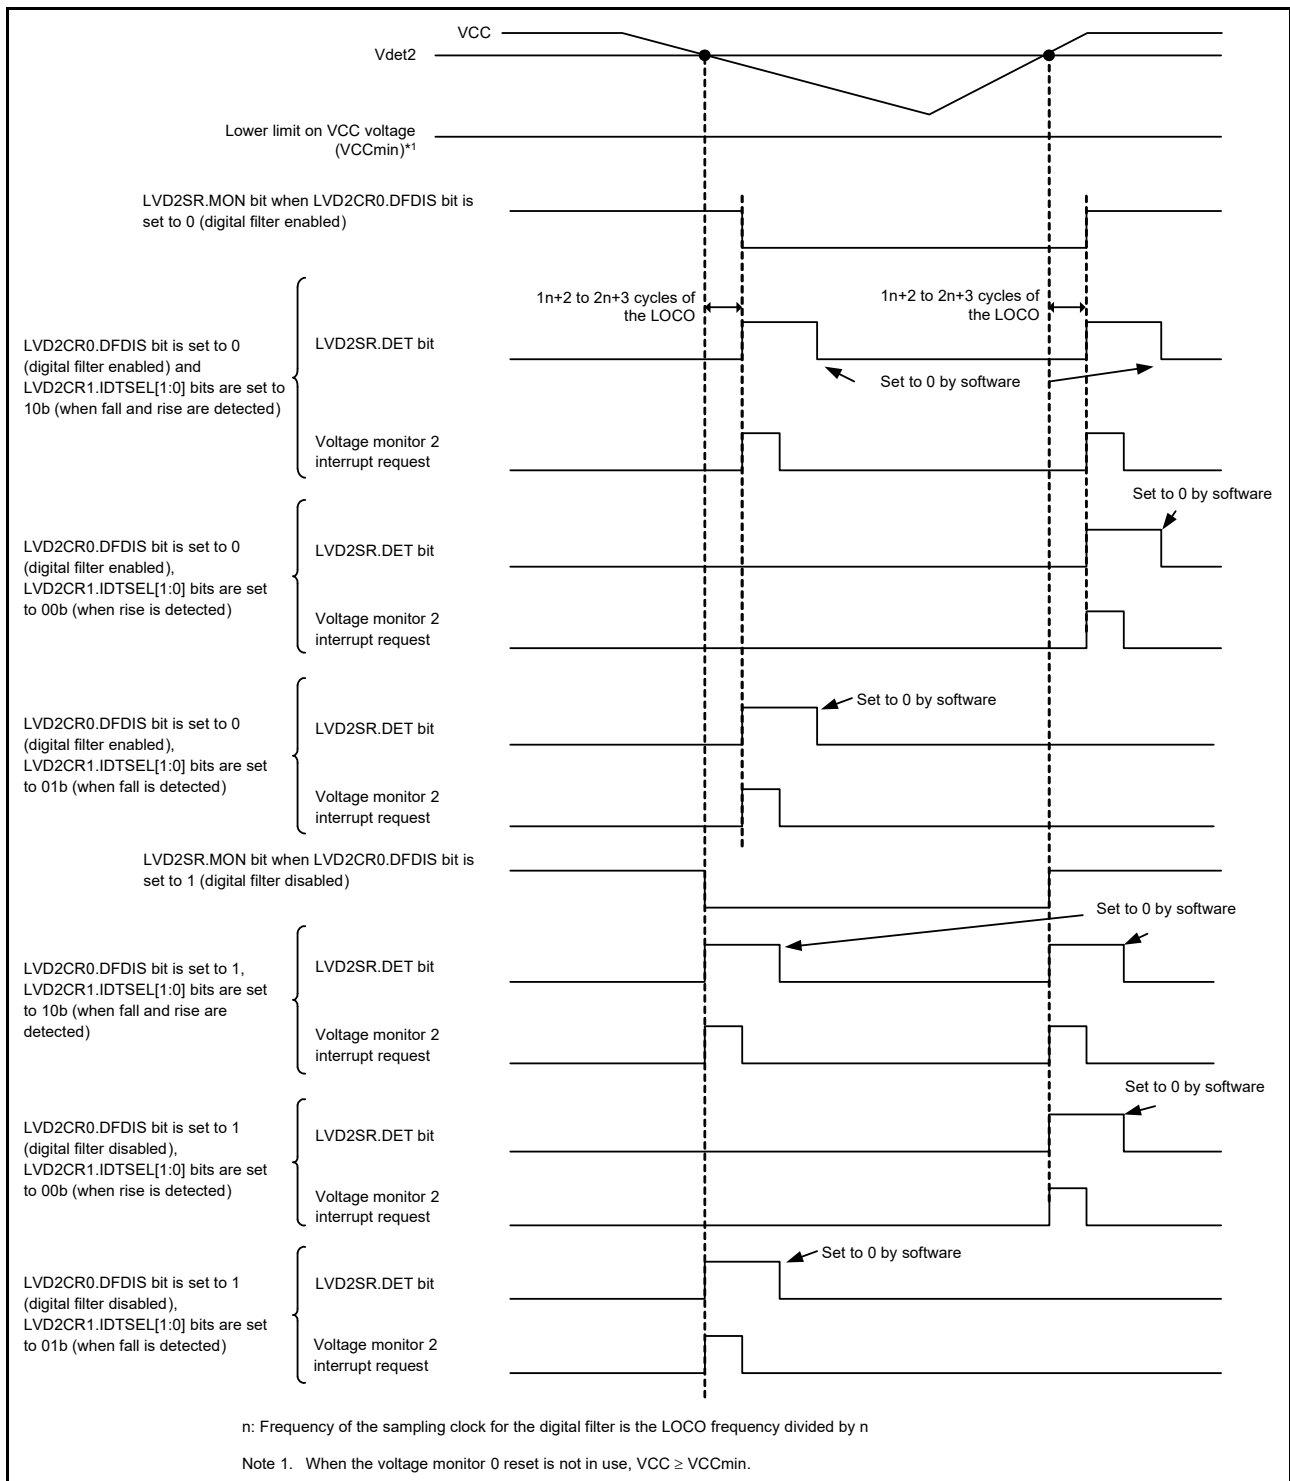 VCC
Vdet2
Lower limit on VCC voltage
(VCCmin)*1
LVD2SR.MON bit when LVD2CR0.DFDIS bit is
set to 0 (digital filter enabled)
1n+2 to 2n+3 cycles of
the LOCO
1n+2 to 2n+3 cycles of
the LOCO
LVD2CR0.DFDIS bit is set to 0
(digital filter enabled) and
LVD2CR1.IDTSEL[1:0] bits are set to
10b (when fall and rise are detected)
LVD2SR.DET bit
Set to 0 by software
Voltage monitor 2
interrupt request
Set to 0 by software
LVD2CR0.DFDIS bit is set to 0
(digital filter enabled),
LVD2CR1.IDTSEL[1:0] bits are set
to 00b (when rise is detected)
LVD2SR.DET bit
Voltage monitor 2
interrupt request
Set to 0 by software
LVD2CR0.DFDIS bit is set to 0
(digital filter enabled),
LVD2CR1.IDTSEL[1:0] bits are set
to 01b (when fall is detected)
LVD2SR.DET bit
Voltage monitor 2
interrupt request
LVD2SR.MON bit when LVD2CR0.DFDIS bit is
set to 1 (digital filter disabled)
Set to 0 by software
LVD2CR0.DFDIS bit is set to 1,
LVD2CR1.IDTSEL[1:0] bits are set
to 10b (when fall and rise are
detected)
LVD2SR.DET bit
Voltage monitor 2
interrupt request
Set to 0 by software
LVD2CR0.DFDIS bit is set to 1
(digital filter disabled),
LVD2CR1.IDTSEL[1:0] bits are set
to 00b (when rise is detected)
LVD2SR.DET bit
Voltage monitor 2
interrupt request
Set to 0 by software
LVD2CR0.DFDIS bit is set to 1
(digital filter disabled),
LVD2CR1.IDTSEL[1:0] bits are set
to 01b (when fall is detected)
LVD2SR.DET bit
Voltage monitor 2
interrupt request
n: Frequency of the sampling clock for the digital filter is the LOCO frequency divided by n
Note 1. When the voltage monitor 0 reset is not in use, VCC ≥ VCCmin.